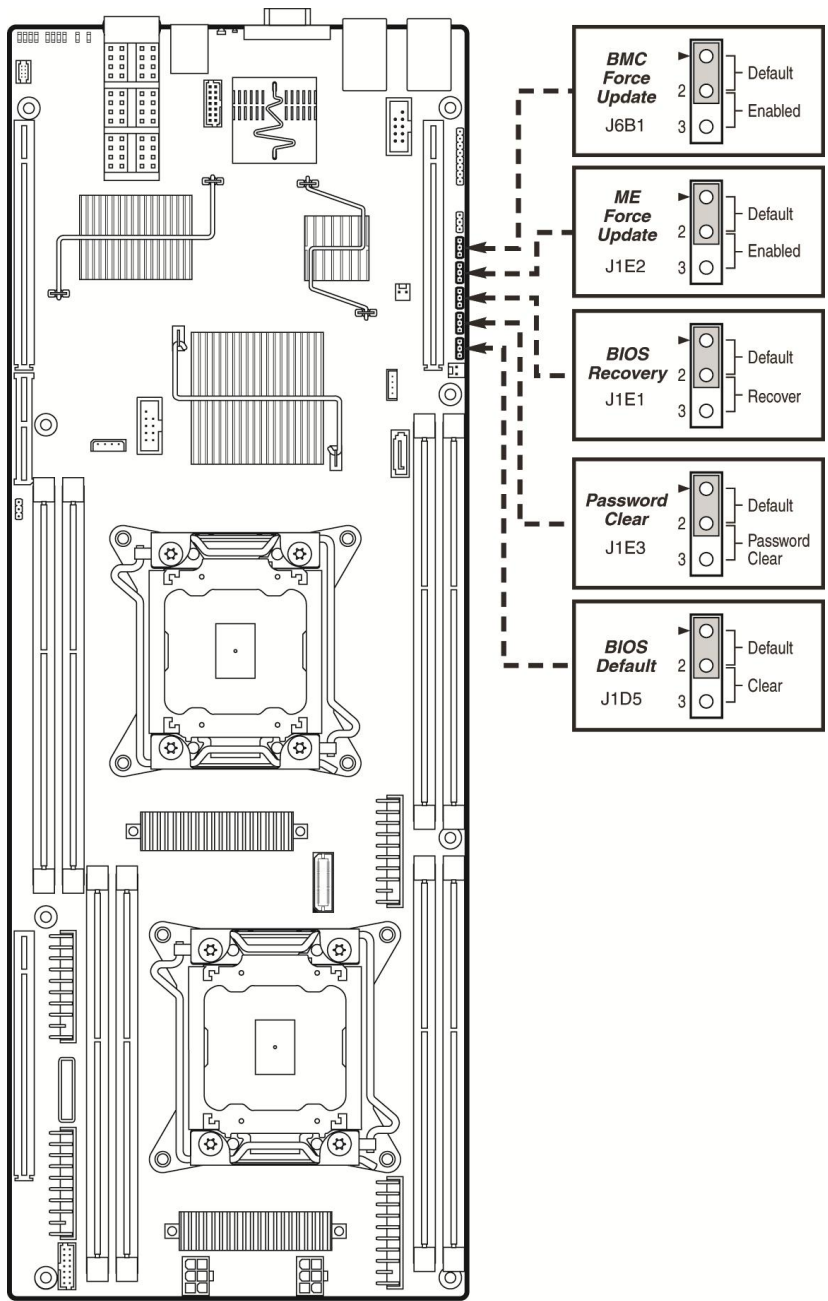 BMC
Force
Update
J6B1
2
3
Default
Enabled
ME
Force
Update
J1E2
2
3
Default
Enabled
BIOS
Recovery
J1E1
2
3
Default
Recover
Password
Clear
J1E3
2
3
Default
Password
Clear
BIOS
Default
J1D5
2
3
Default
Clear